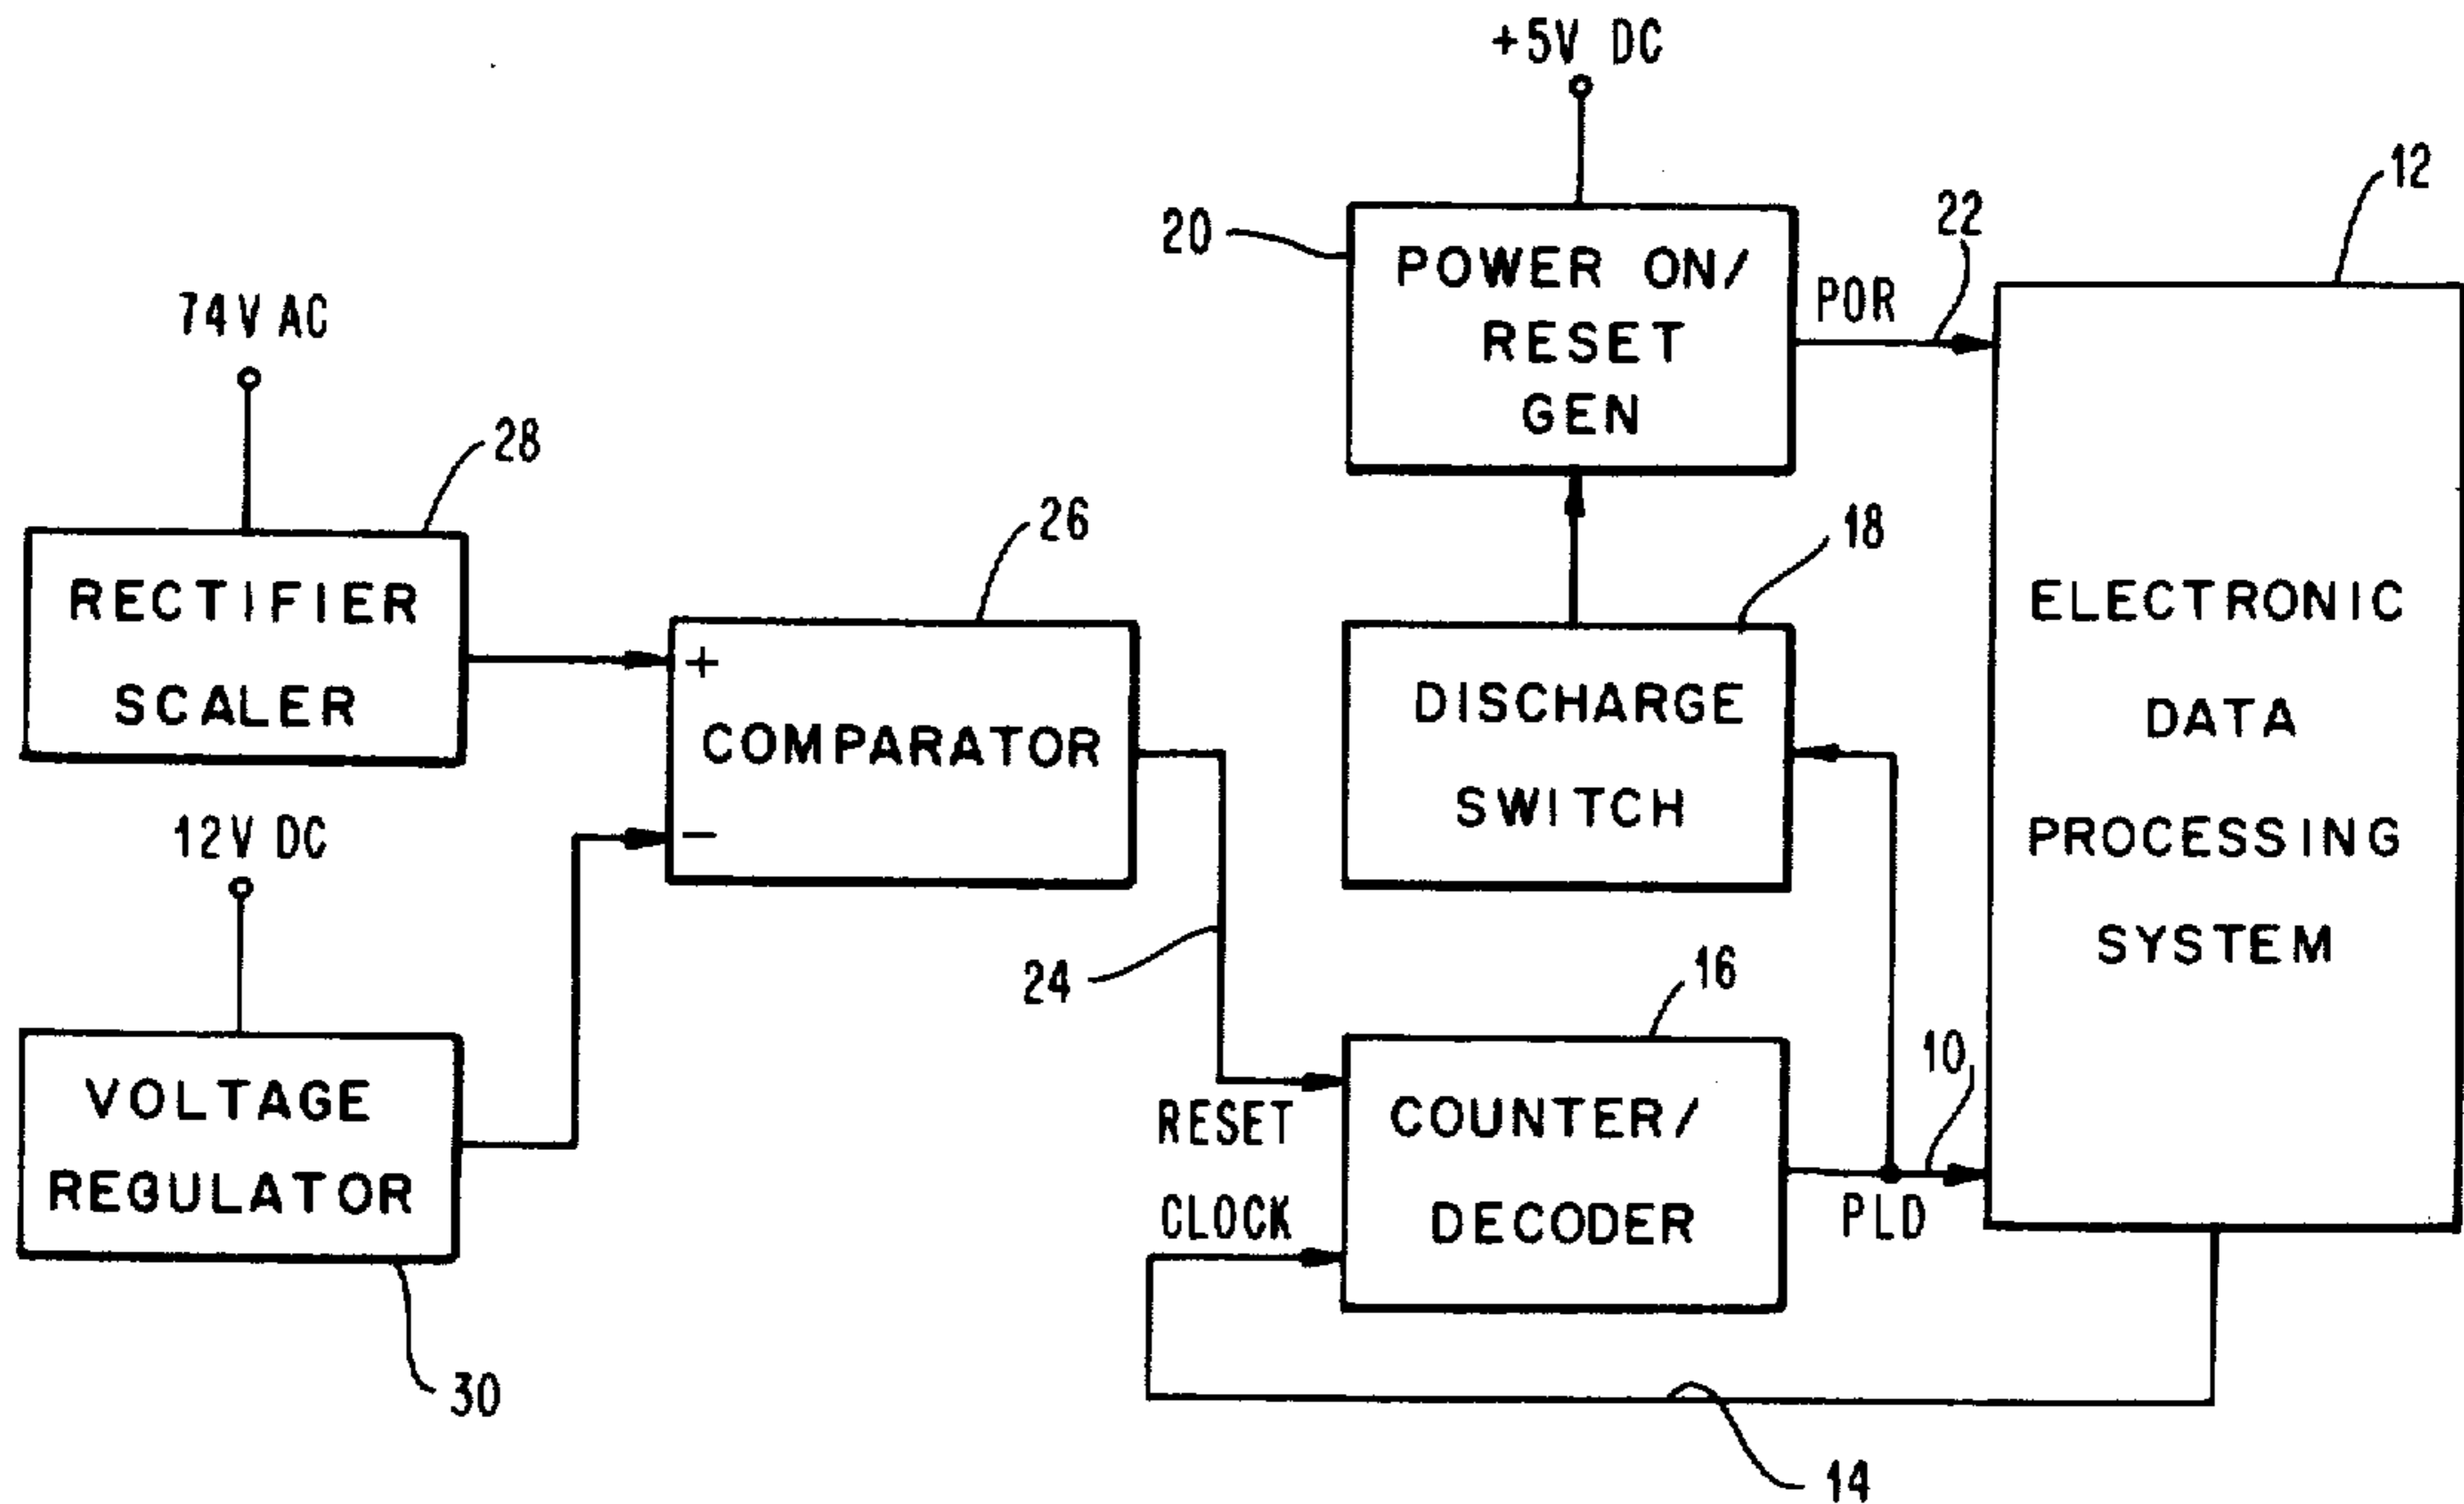 +5V DC
12
20
22
POWER ON/
RESET
GEN
POR
74V AC
28
26
18
RECTIFIER
SCALER
+
COMPARATOR
−
DISCHARGE
SWITCH
ELECTRONIC
DATA
PROCESSING
SYSTEM
12V DC
24
16
10
VOLTAGE
REGULATOR
RESET
CLOCK
COUNTER/
DECODER
PLD
30
14